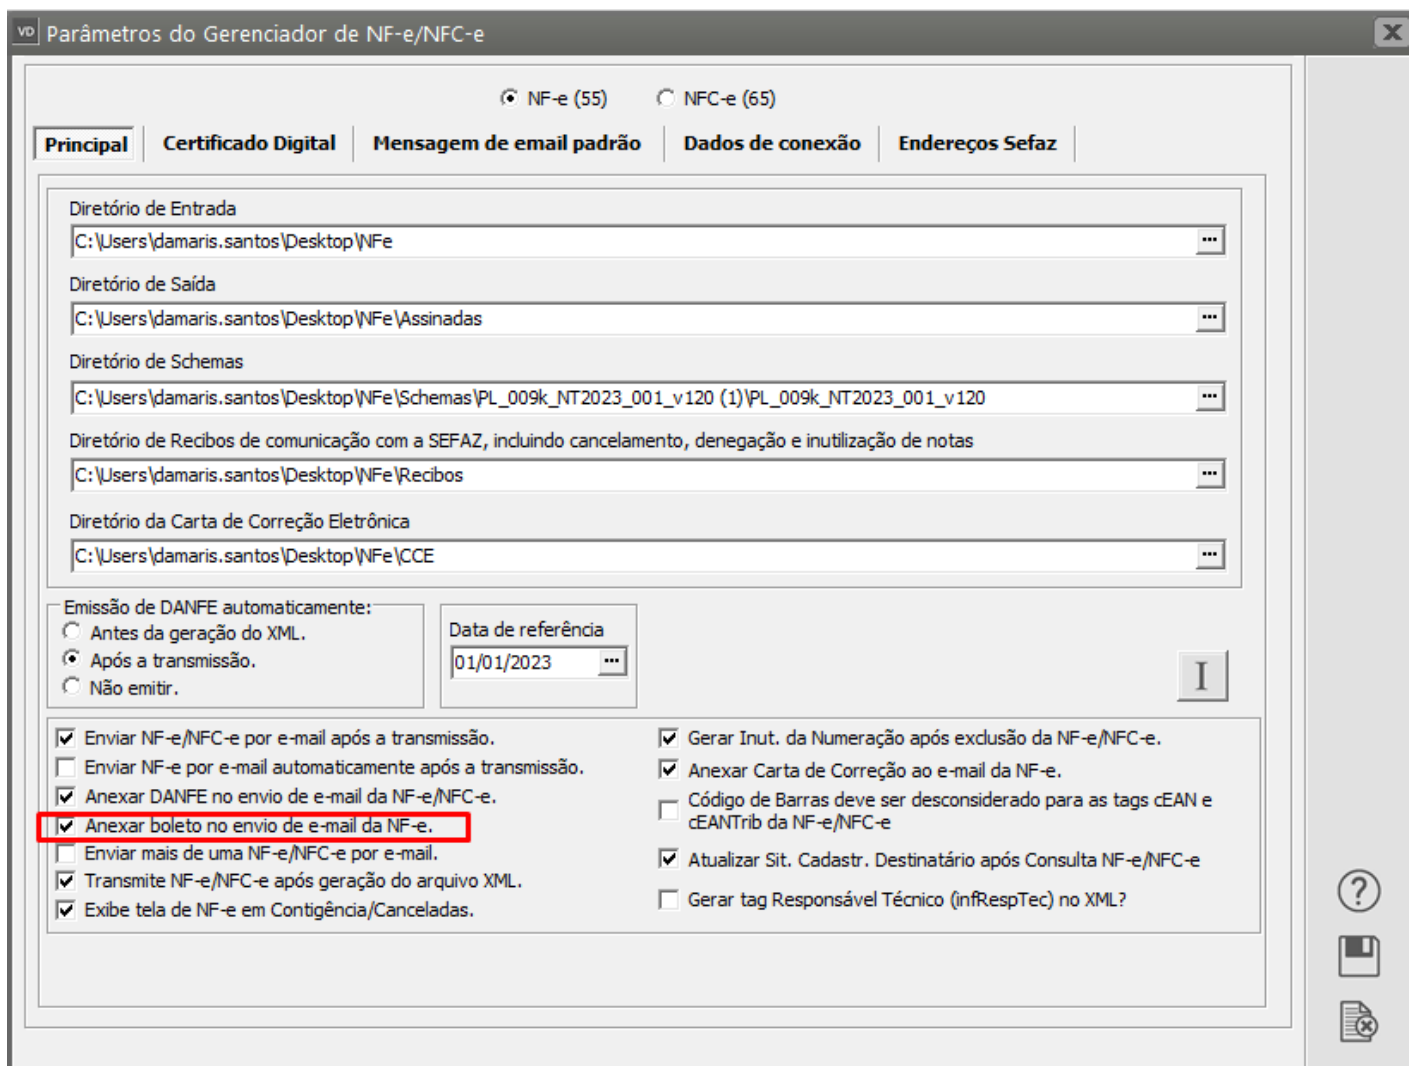 VD Parâmetros do Gerenciador de NF-e/NFC-e
NF-e (55) NFC-e (65)
Principal Certificado Digital Mensagem de email padrão Dados de conexão Endereços Sefaz
Diretório de Entrada
C:\Users\damaris.santos\Desktop\NFe
Diretório de Saída
C:\Users\damaris.santos\Desktop\NFe\Assinadas
Diretório de Schemas
C:\Users\damaris.santos\Desktop\NFe\Schemas\PL_009k_NT2023_001_v120 (1)\PL_009k_NT2023_001_v120
Diretório de Recibos de comunicação com a SEFAZ, incluindo cancelamento, denegação e inutilização de notas
C:\Users\damaris.santos\Desktop\NFe\Recibos
Diretório da Carta de Correção Eletrônica
C:\Users\damaris.santos\Desktop\NFe\CCE
Emissão de DANFE automaticamente:
Antes da geração do XML.
Após a transmissão.
Não emitir.
Data de referência
01/01/2023
I
Enviar NF-e/NFC-e por e-mail após a transmissão.
Enviar NF-e por e-mail automaticamente após a transmissão.
Anexar DANFE no envio de e-mail da NF-e/NFC-e.
Anexar boleto no envio de e-mail da NF-e.
Enviar mais de uma NF-e/NFC-e por e-mail.
Transmite NF-e/NFC-e após geração do arquivo XML.
Exibe tela de NF-e em Contigência/Canceladas.
Gerar Inut. da Numeração após exclusão da NF-e/NFC-e.
Anexar Carta de Correção ao e-mail da NF-e.
Código de Barras deve ser desconsiderado para as tags cEAN e
cEANTrib da NF-e/NFC-e
Atualizar Sit. Cadastr. Destinatário após Consulta NF-e/NFC-e
Gerar tag Responsável Técnico (infRespTec) no XML?